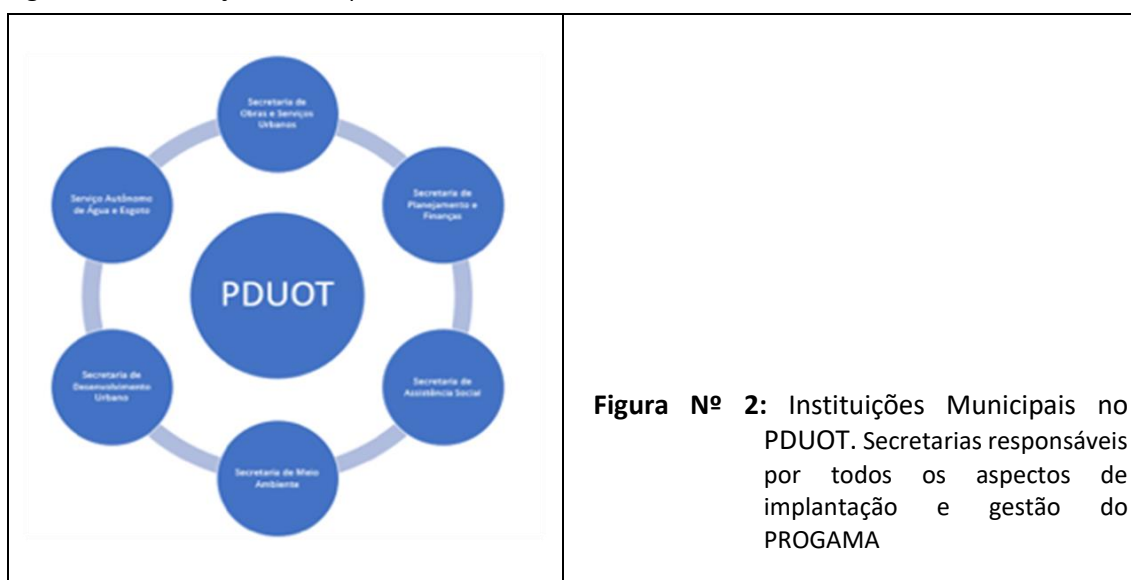 Secretaria de
Obras e Serviços
Urbanos
Serviço Autônomo
de Água e Esgoto
Secretaria de
Planejamento e
Finanças
PDUOT
Secretaria de
Desenvolvimento
Urbano
Secretaria de
Assistência Social
Secretaria de Meio
Ambiente
Figura Nº 2: Instituições Municipais no
PDUOT. Secretarias responsáveis
por todos os aspectos de
implantação e gestão do
PROGAMA